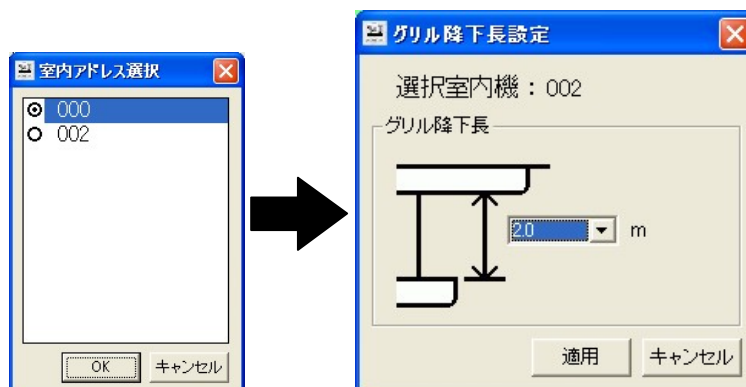 室内アドレス選択
000
002
OK
キャンセル
グリル降下長設定
選択室内機：002
グリル降下長
2.0
m
適用
キャンセル